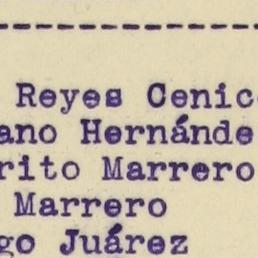 Reyes Cenic
ano Hernánde
rito Marrero
Marrero
go Juárez